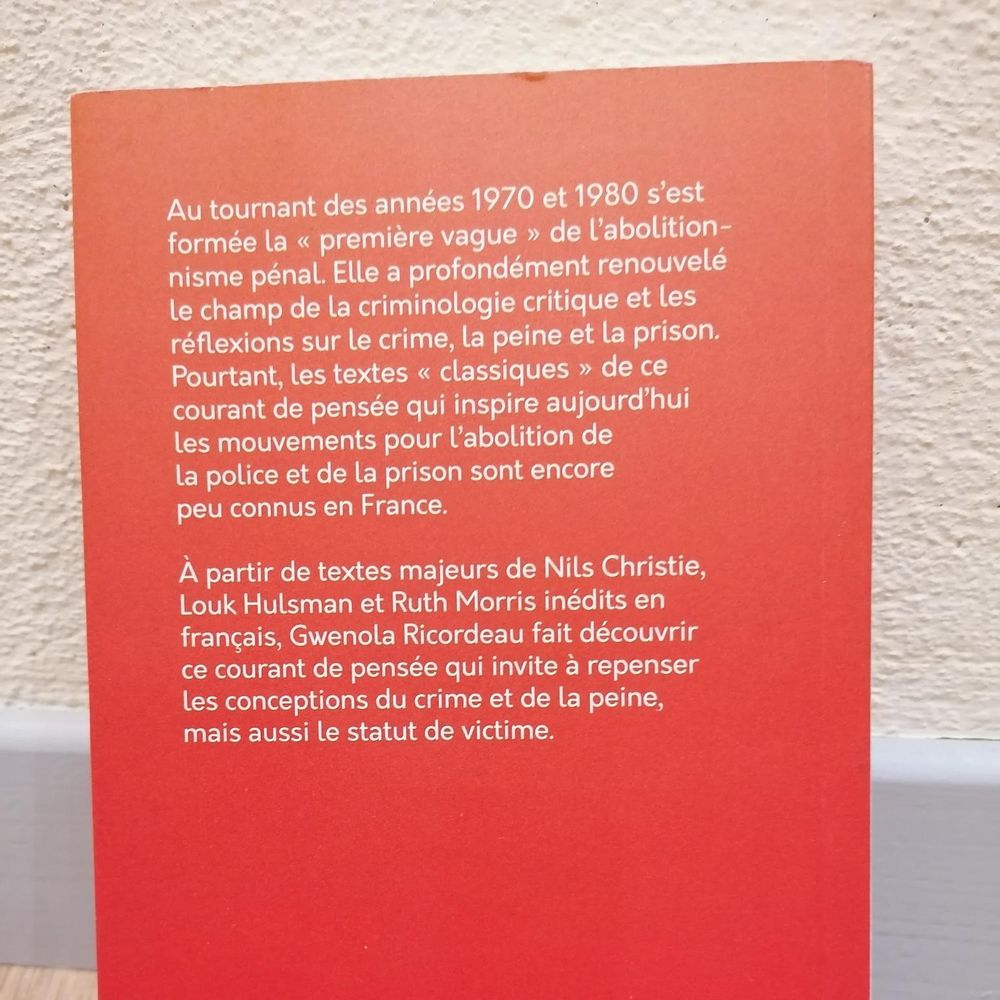 Au tournant des années 1970 et 1980 s’est
formée la « première vague » de l’abolition-
nisme pénal. Elle a profondément renouvelé
le champ de la criminologie critique et les
réflexions sur le crime, la peine et la prison.
Pourtant, les textes « classiques » de ce
courant de pensée qui inspire aujourd’hui
les mouvements pour l’abolition de
la police et de la prison sont encore
peu connus en France.
À partir de textes majeurs de Nils Christie,
Louk Hulsman et Ruth Morris inédits en
français, Gwenola Ricordeau fait découvrir
ce courant de pensée qui invite à repenser
les conceptions du crime et de la peine,
mais aussi le statut de victime.